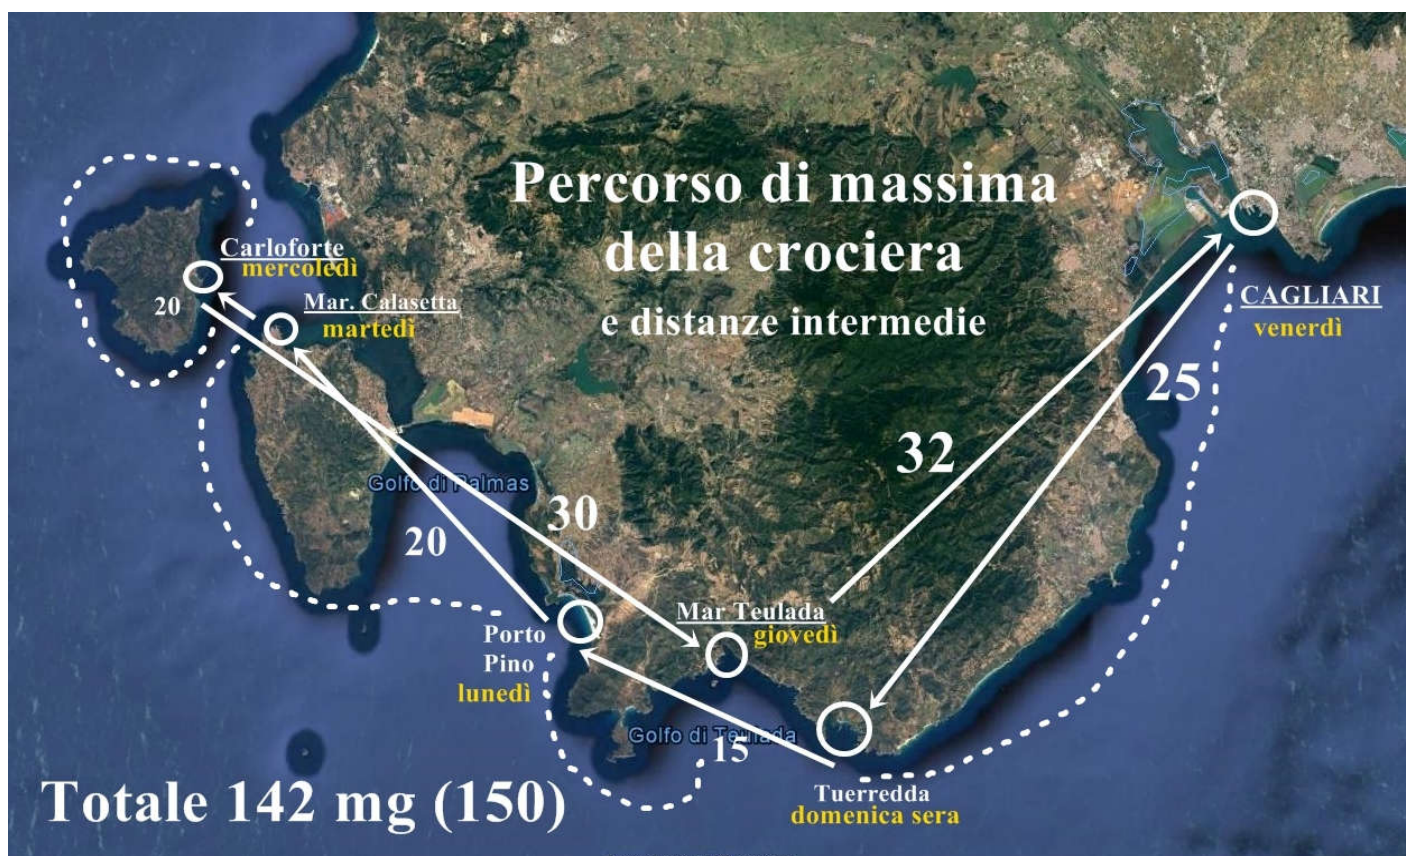 Percorso di massima
della crociera
e distanze intermedie
Carloforte
mercoledì
20
Mar. Calasetta
martedì
CAGLIARI
venerdì
25
32
Golfo di Palmas
30
20
Mar Teulada
giovedì
Porto
Pino
lunedì
Golfo di Teulada
15
Tuerredda
domenica sera
Totale 142 mg (150)